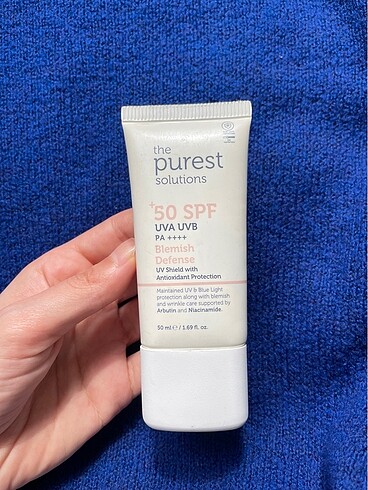 the
purest
solutions
+50 SPF
UVA UVB
PA ++++
Blemish
Defense
UV Shield with
Antioxidant Protection
Maintained UV & Blue Light
protection along with blemish
and wrinkle care supported by
Arbutin and Niacinamide.
50 ml ℮ / 1.69 fl. oz.